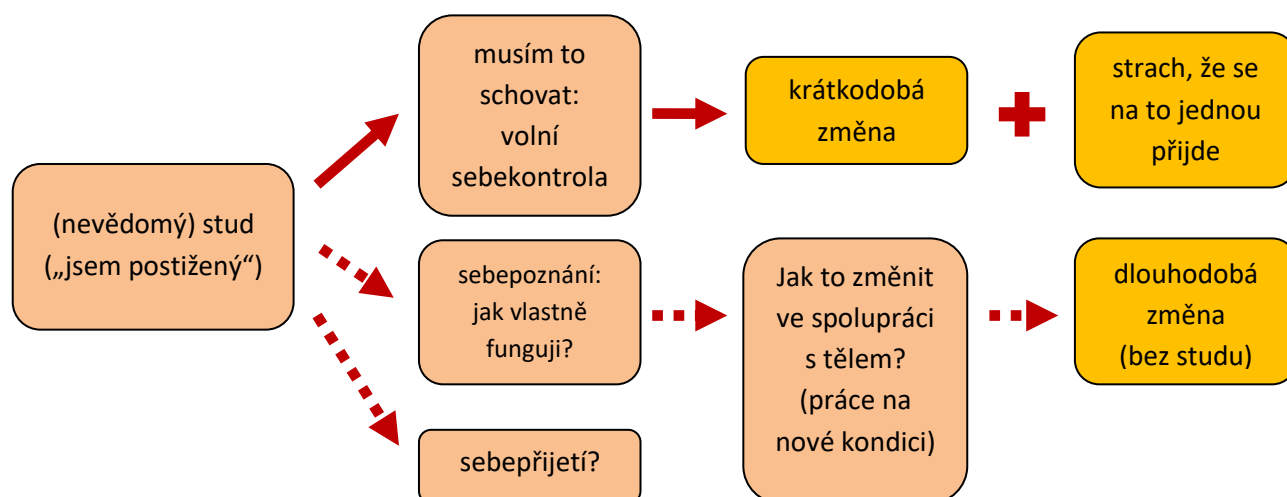 (nevědomý) stud
(„jsem postižený“)
musím to
schovat:
volní
sebekontrola
krátkodobá
změna
strach, že se
na to jednou
přijde
sebepoznání:
jak vlastně
funguji?
Jak to změnit
ve spolupráci
s tělem?
(práce na
nové kondici)
dlouhodobá
změna
(bez studu)
sebepřijetí?